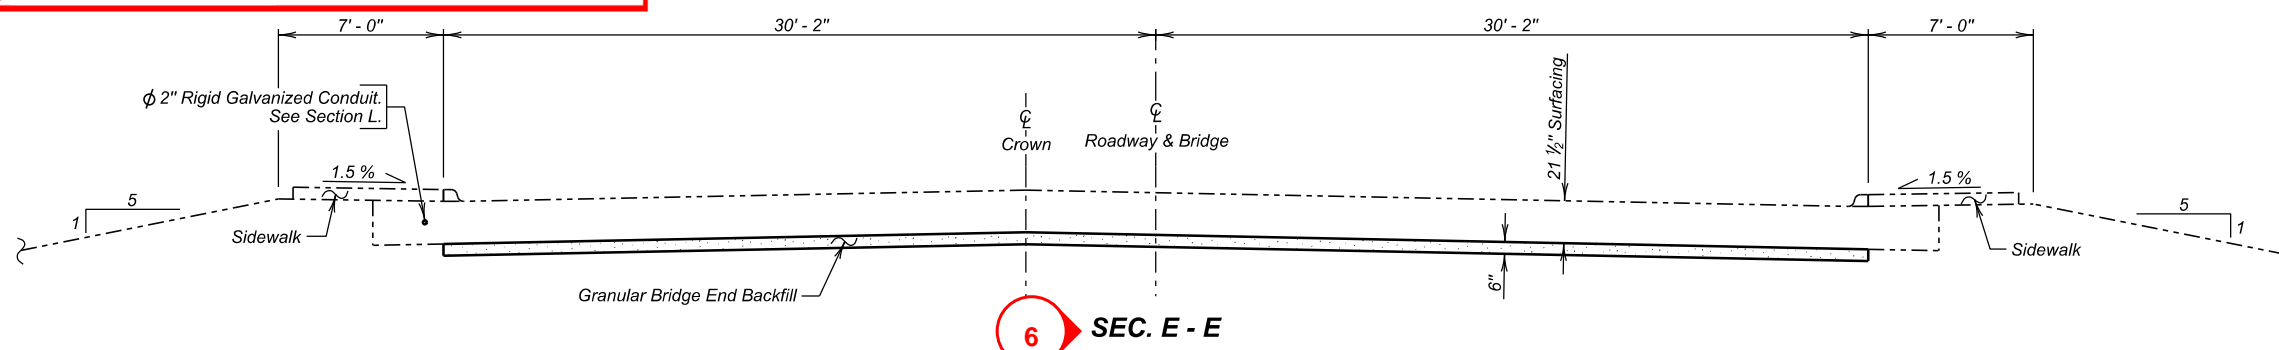 7' - 0"
30' - 2"
30' - 2"
7' - 0"
ϕ 2" Rigid Galvanized Conduit.
See Section L.
℄
Crown
℄
Roadway & Bridge
21 ½" Surfacing
1.5 %
1.5 %
5
1
5
1
Sidewalk
Sidewalk
Granular Bridge End Backfill
6"
6
SEC. E - E